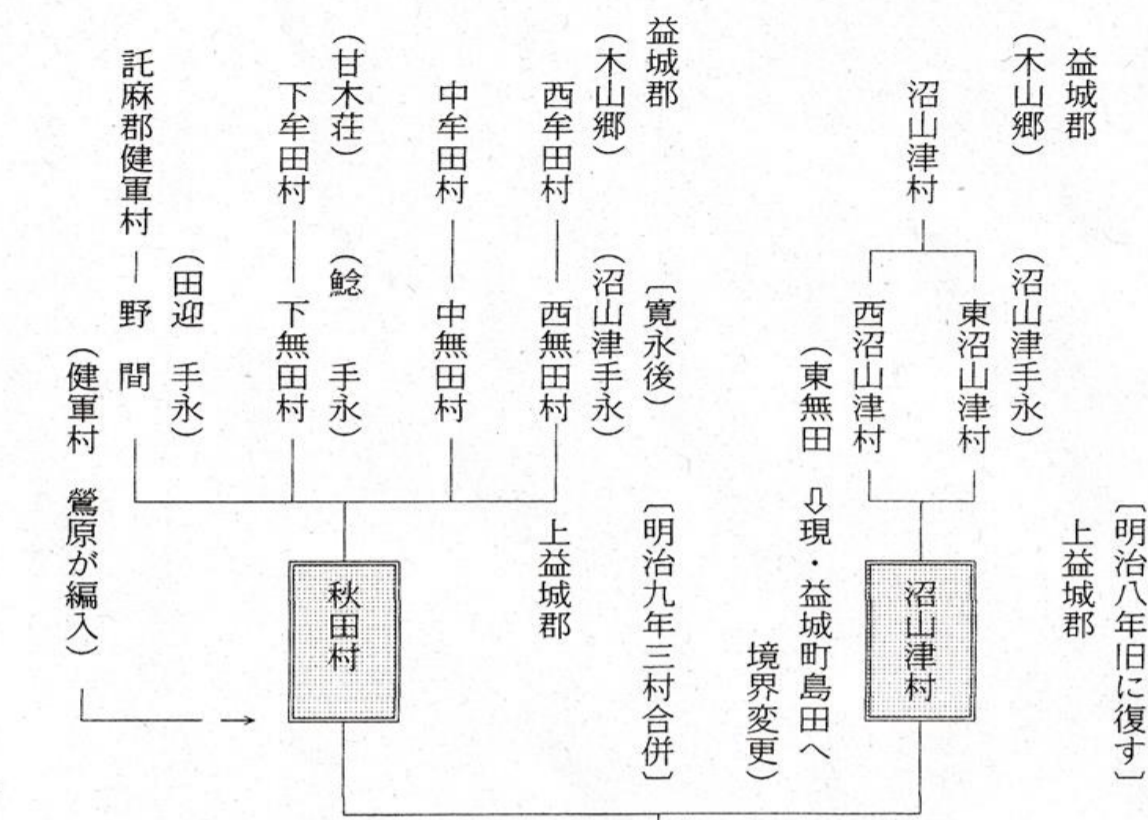 〔明治八年旧に復す〕
上益城郡
益城郡
(木山郷)
(沼山津手永)
沼山津村
東沼山津村
西沼山津村
沼山津村
(東無田 ⇨現・益城町島田へ
境界変更)
益城郡
〔寛永後〕
〔明治九年三村合併〕
(木山郷)
(沼山津手永)
上益城郡
西牟田村
西無田村
中牟田村
中無田村
(甘木荘)
(鯰 手永)
下牟田村
下無田村
秋田村
(田迎 手永)
託麻郡健軍村
野間
(健軍村 鶯原が編入)